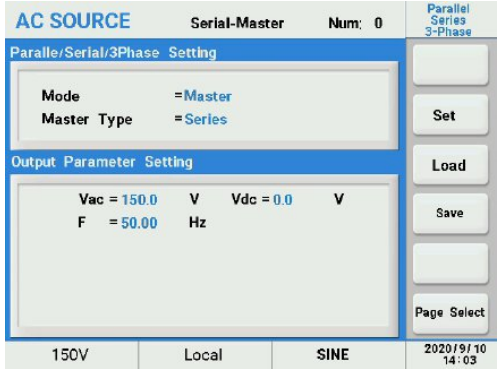 AC SOURCE Serial-Master Num: 0
Parallel
Series
3-Phase
Paralle/Serial/3Phase Setting
Mode =Master
Master Type =Series
Set
Output Parameter Setting
Load
Vac = 150.0 V Vdc = 0.0 V
F = 50.00 Hz
Save
Page Select
150V Local SINE 2020/9/10
14:03